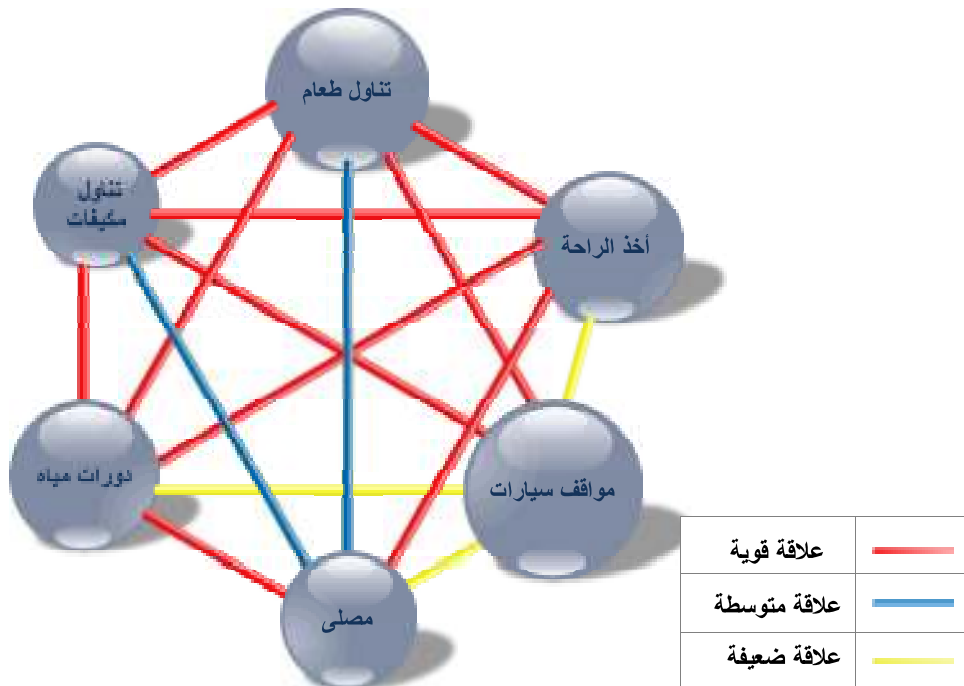 تناول طعام
تناول
مكيفات
أخذ الراحة
دورات مياه
مواقف سيارات
مصلى
علاقة قوية
علاقة متوسطة
علاقة ضعيفة